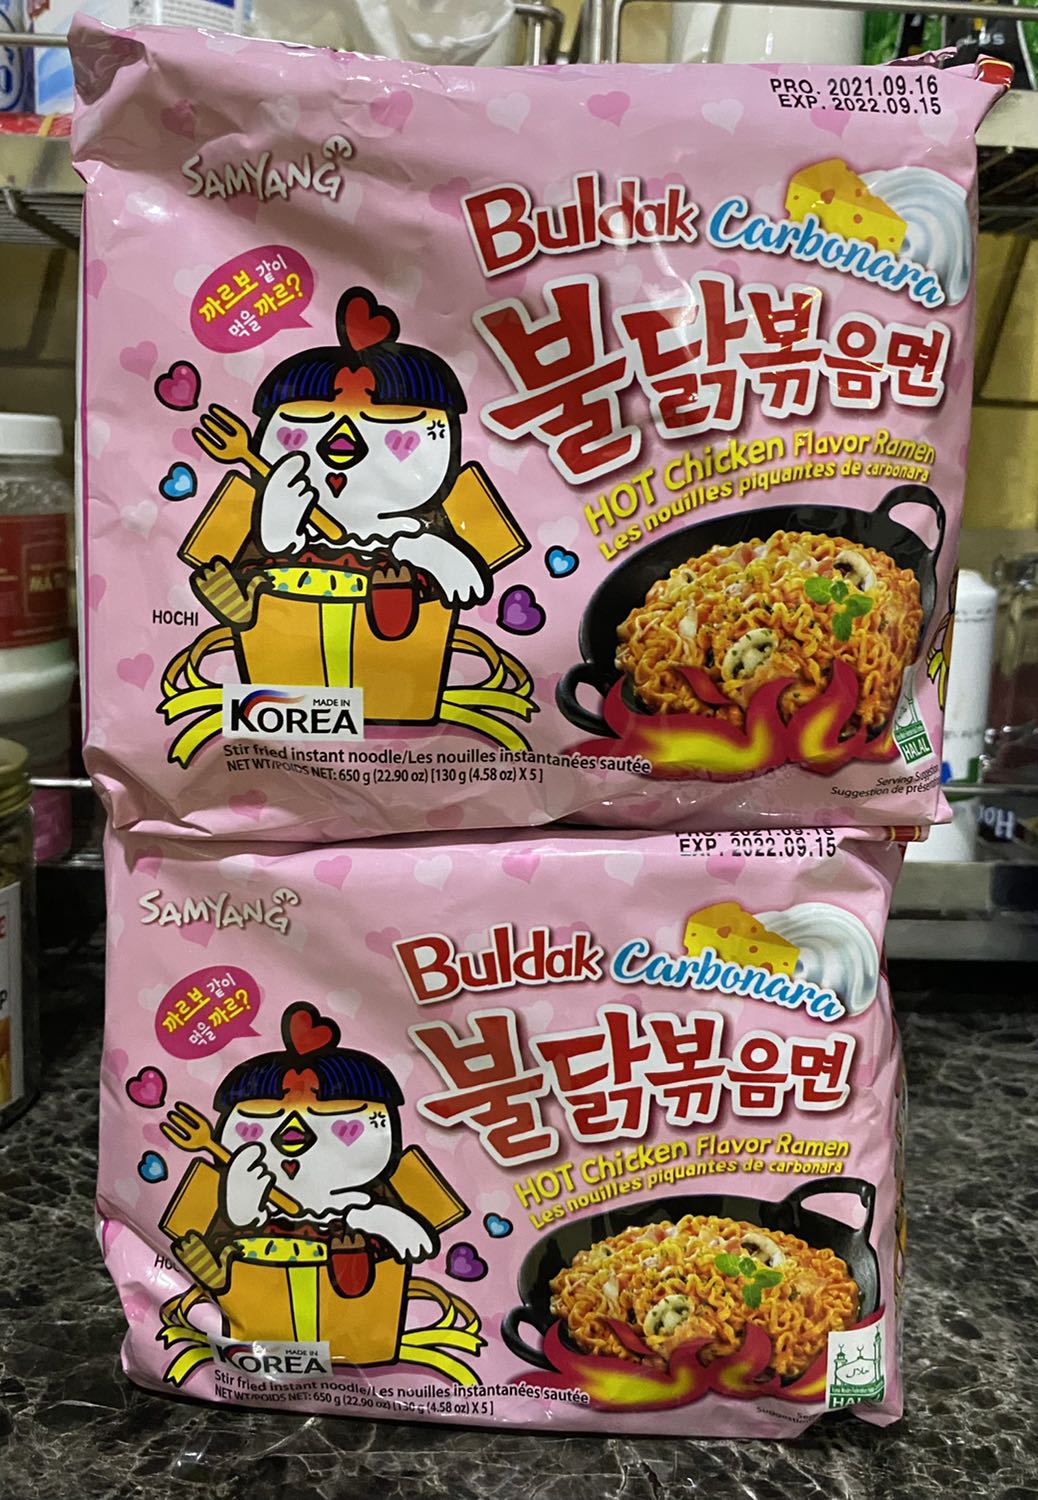 PRO. 2021.09.16
EXP. 2022.09.15
SAMYANG
Buldak Carbonara
까르보 같이
먹을까르?
불닭볶음면
HOT Chicken Flavor Ramen
Les nouilles piquantes de carbonara
HOCHI
MADE IN
KOREA
HALAL
Stir fried instant noodle/Les nouilles instantanées sautée
NET WT/POIDS NET: 650 g (22.90 oz) [130 g (4.58 oz) X 5]
Serving
Suggestion de
EXP. 2022.09.15
SAMYANG
Buldak Carbonara
까르보 같이
먹을까르?
불닭볶음면
HOT Chicken Flavor Ramen
Les nouilles piquantes de carbonara
MADE IN
KOREA
Stir fried instant noodle/Les nouilles instantanées sautée
NET WT/POIDS NET: 650 g (22.90 oz) [130 g (4.58 oz) X 5]